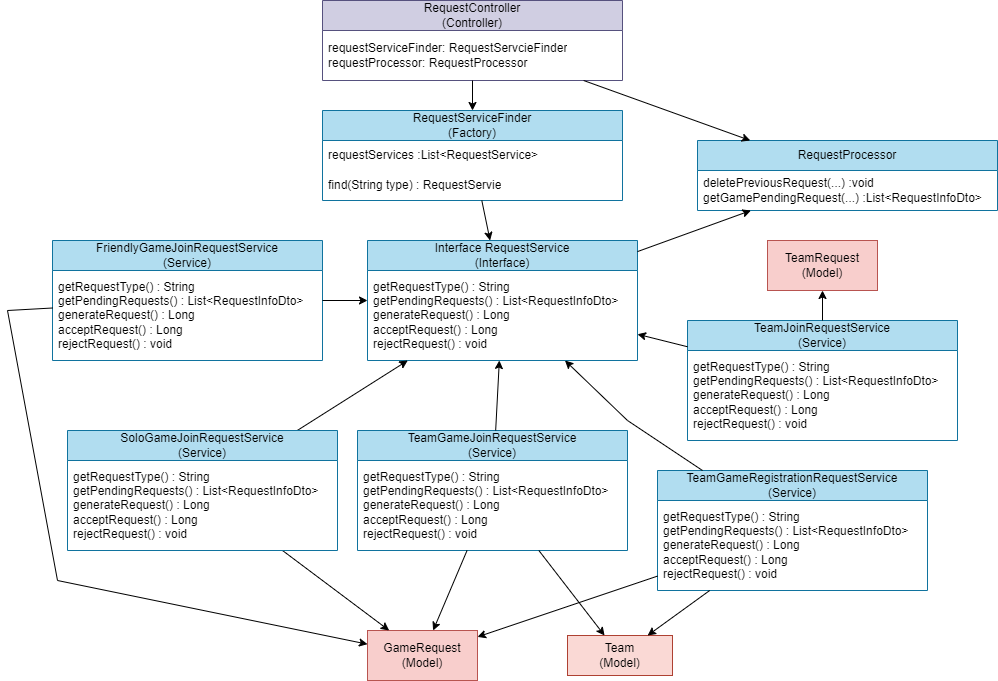 RequestController
(Controller)
requestServiceFinder: RequestServcieFinder
requestProcessor: RequestProcessor
RequestServiceFinder
(Factory)
requestServices :List<RequestService>
find(String type) : RequestServie
RequestProcessor
deletePreviousRequest(...) :void
getGamePendingRequest(...) :List<RequestInfoDto>
FriendlyGameJoinRequestService
(Service)
getRequestType() : String
getPendingRequests() : List<RequestInfoDto>
generateRequest() : Long
acceptRequest() : Long
rejectRequest() : void
Interface RequestService
(Interface)
getRequestType() : String
getPendingRequests() : List<RequestInfoDto>
generateRequest() : Long
acceptRequest() : Long
rejectRequest() : void
TeamRequest
(Model)
TeamJoinRequestService
(Service)
getRequestType() : String
getPendingRequests() : List<RequestInfoDto>
generateRequest() : Long
acceptRequest() : Long
rejectRequest() : void
SoloGameJoinRequestService
(Service)
getRequestType() : String
getPendingRequests() : List<RequestInfoDto>
generateRequest() : Long
acceptRequest() : Long
rejectRequest() : void
TeamGameJoinRequestService
(Service)
getRequestType() : String
getPendingRequests() : List<RequestInfoDto>
generateRequest() : Long
acceptRequest() : Long
rejectRequest() : void
TeamGameRegistrationRequestService
(Service)
getRequestType() : String
getPendingRequests() : List<RequestInfoDto>
generateRequest() : Long
acceptRequest() : Long
rejectRequest() : void
GameRequest
(Model)
Team
(Model)